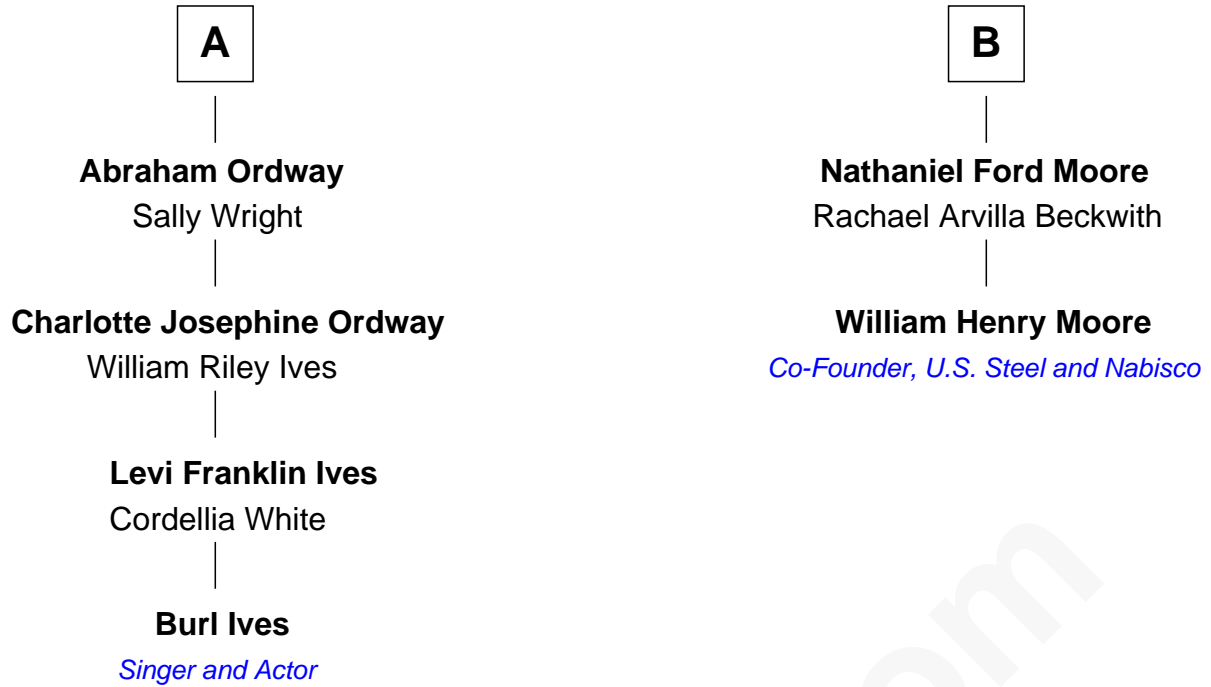 A
Abraham Ordway
Sally Wright
Charlotte Josephine Ordway
William Riley Ives
Levi Franklin Ives
Cordellia White
Burl Ives
Singer and Actor
B
Nathaniel Ford Moore
Rachael Arvilla Beckwith
William Henry Moore
Co-Founder, U.S. Steel and Nabisco
om